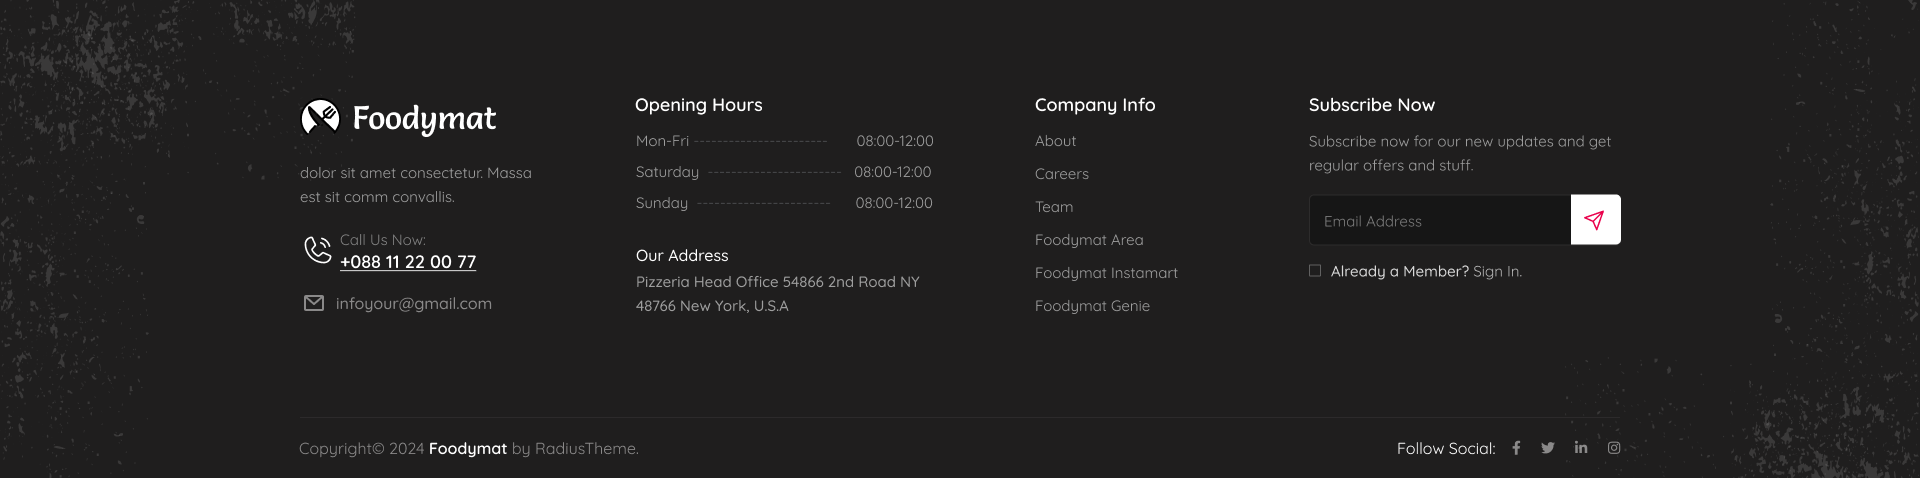 Foodymat
dolor sit amet consectetur. Massa
est sit comm convallis.
Call Us Now:
+088 11 22 00 77
infoyour@gmail.com
Opening Hours
Mon-Fri ----------------------- 08:00-12:00
Saturday ----------------------- 08:00-12:00
Sunday ----------------------- 08:00-12:00
Our Address
Pizzeria Head Office 54866 2nd Road NY
48766 New York, U.S.A
Company Info
About
Careers
Team
Foodymat Area
Foodymat Instamart
Foodymat Genie
Subscribe Now
Subscribe now for our new updates and get
regular offers and stuff.
Email Address
Already a Member? Sign In.
Copyright© 2024 Foodymat by RadiusTheme.
Follow Social: